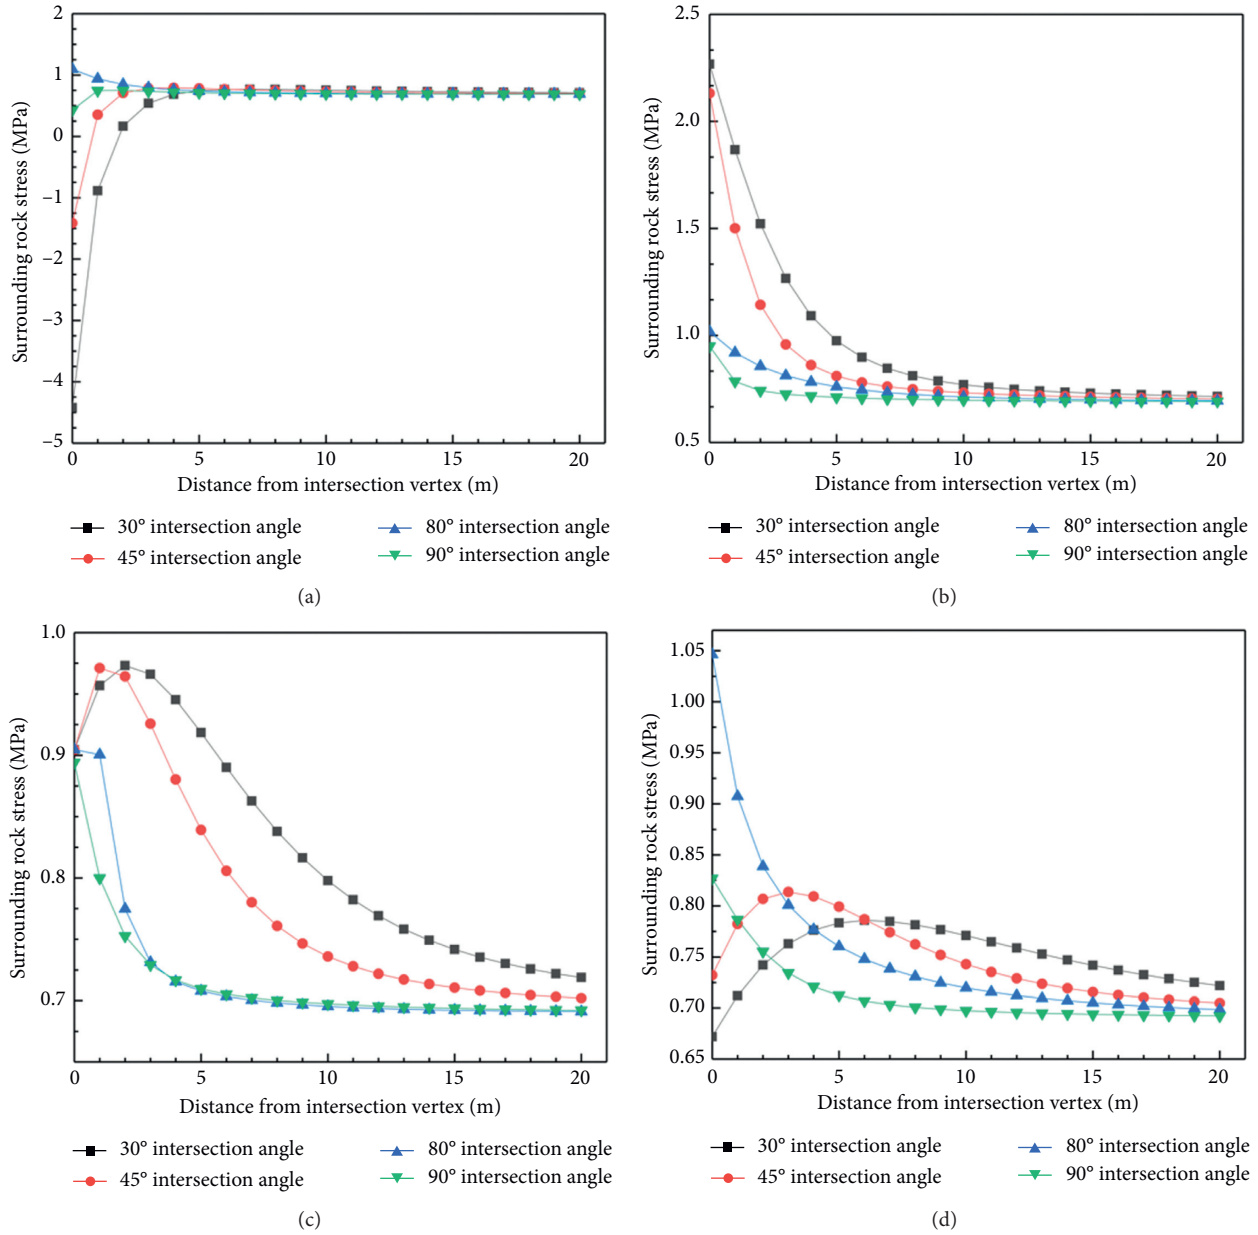 2
1
0
−1
2
−3
−4
−5
Surrounding rock stress (MPa)
0
5
10
15
20
Distance from intersection vertex (m)
30° intersection angle
45° intersection angle
80° intersection angle
90° intersection angle
(a)
2.5
2.0
1.5
1.0
0.5
Surrounding rock stress (MPa)
0
5
10
15
20
Distance from intersection vertex (m)
30° intersection angle
45° intersection angle
80° intersection angle
90° intersection angle
(b)
1.0
0.9
0.8
0.7
Surrounding rock stress (MPa)
0
5
10
15
20
Distance from intersection vertex (m)
30° intersection angle
45° intersection angle
80° intersection angle
90° intersection angle
(c)
1.05
1.00
0.95
0.90
0.85
0.80
0.75
0.70
0.65
Surrounding rock stress (MPa)
0
5
10
15
20
Distance from intersection vertex (m)
30° intersection angle
45° intersection angle
80° intersection angle
90° intersection angle
(d)